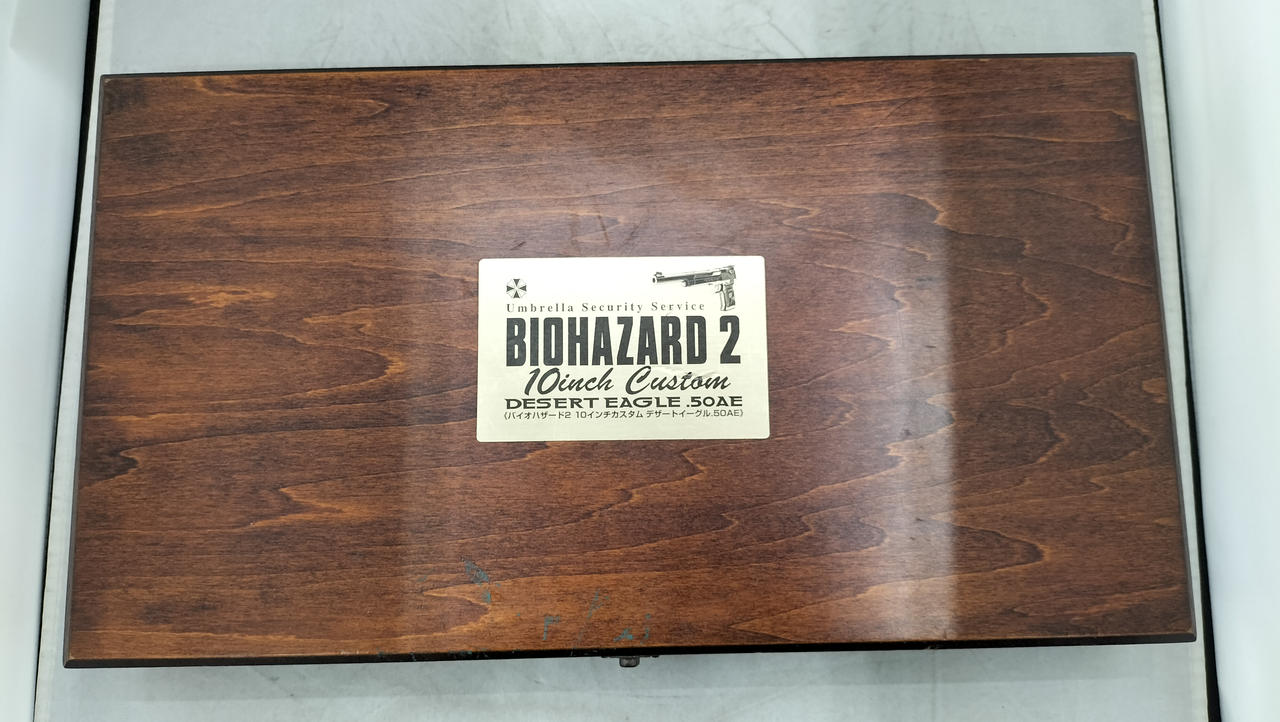 Umbrella Security Service
BIOHAZARD 2
10inch Custom
DESERT EAGLE .50AE
(バイオハザード2 10インチカスタム デザートイーグル.50AE)